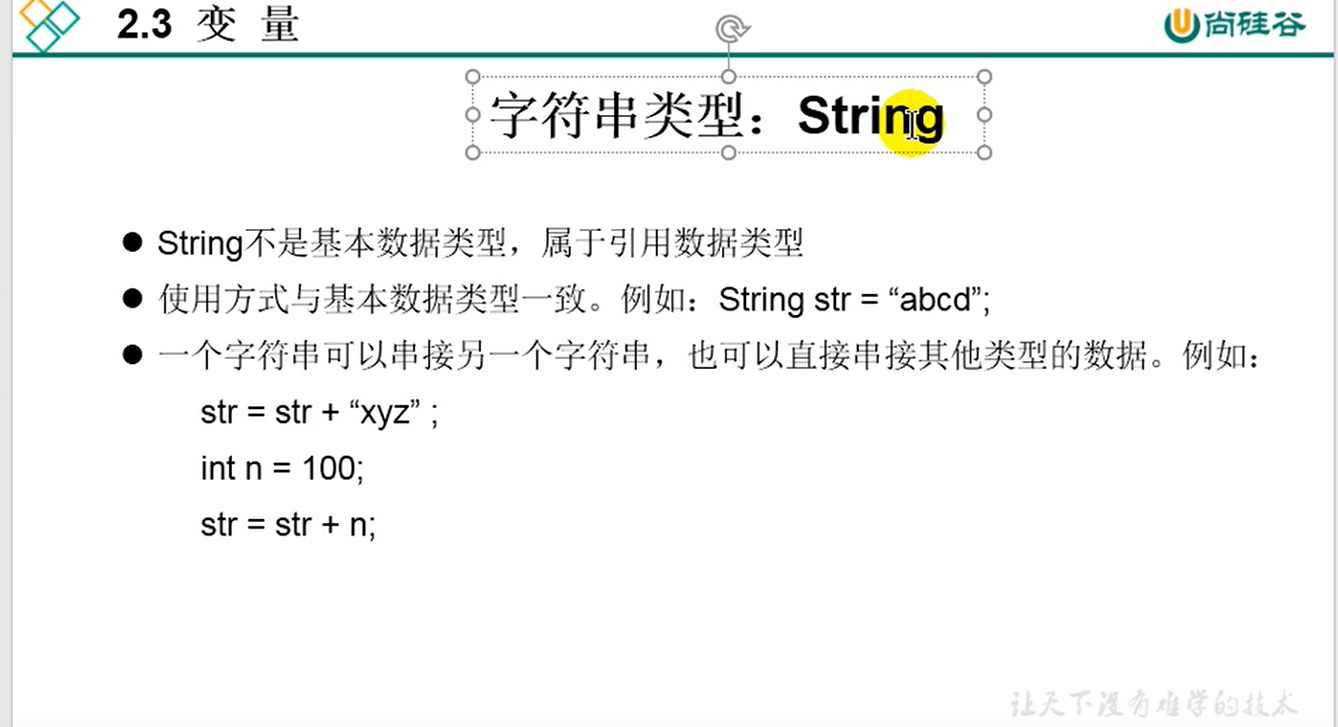 2.3 变 量
尚硅谷
字符串类型：String
● String不是基本数据类型，属于引用数据类型
● 使用方式与基本数据类型一致。例如：String str = “abcd”;
● 一个字符串可以串接另一个字符串，也可以直接串接其他类型的数据。例如：
str = str + “xyz” ;
int n = 100;
str = str + n;
让天下没有难学的技术